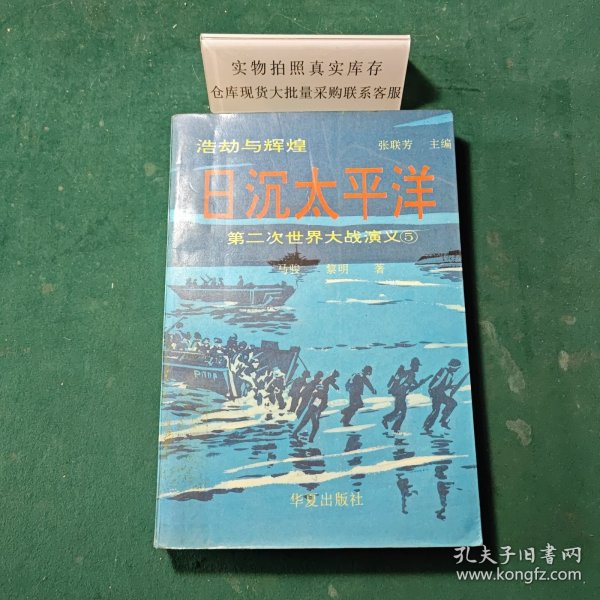 实物拍照真实库存
仓库现货大批量采购联系客服
浩劫与辉煌
张联芳 主编
日沉太平洋
第二次世界大战演义⑤
马骏 黎明 著
华夏出版社
孔夫子旧书网
www.kongfz.com